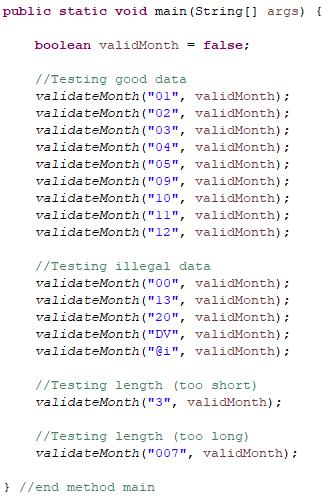 public static void main(String[] args) {
boolean validMonth = false;
//Testing good data
validateMonth("01", validMonth);
validateMonth("02", validMonth);
validateMonth("03", validMonth);
validateMonth("04", validMonth);
validateMonth("05", validMonth);
validateMonth("09", validMonth);
validateMonth("10", validMonth);
validateMonth("11", validMonth);
validateMonth("12", validMonth);
//Testing illegal data
validateMonth("00", validMonth);
validateMonth("13", validMonth);
validateMonth("20", validMonth);
validateMonth("DV", validMonth);
validateMonth("@i", validMonth);
//Testing length (too short)
validateMonth("3", validMonth);
//Testing length (too long)
validateMonth("007", validMonth);
} //end method main